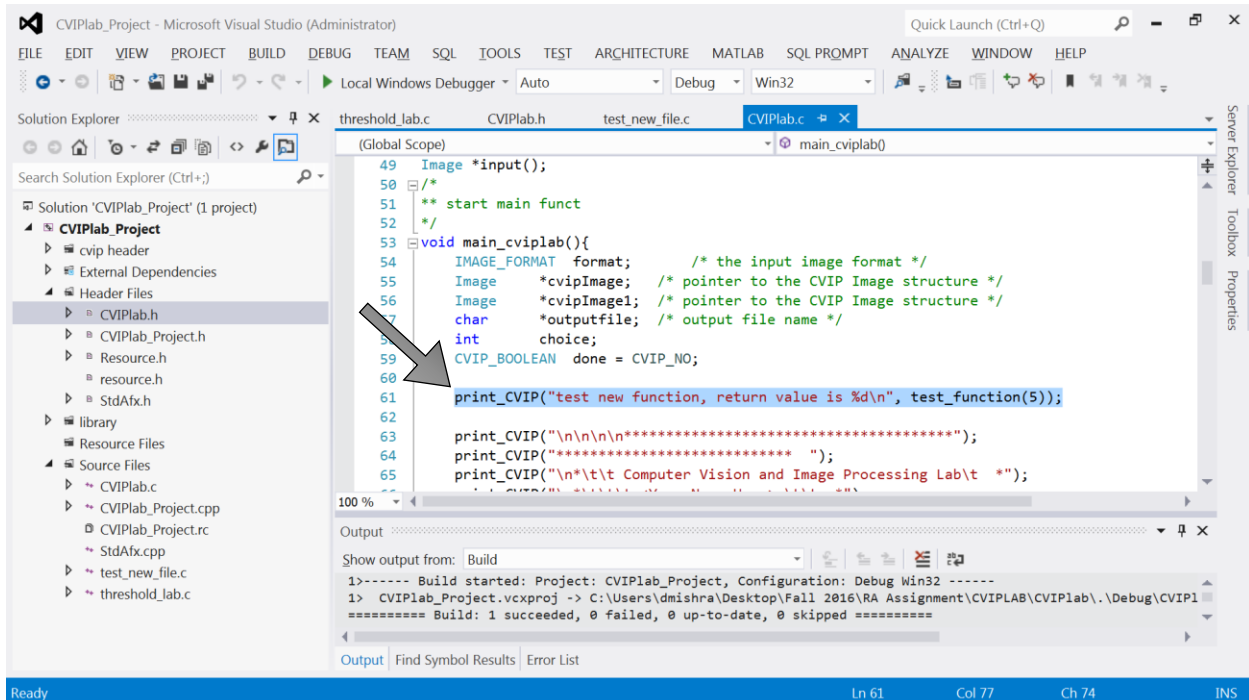 CVIPlab_Project - Microsoft Visual Studio (Administrator)
Quick Launch (Ctrl+Q)
FILE EDIT VIEW PROJECT BUILD DEBUG TEAM SQL TOOLS TEST ARCHITECTURE MATLAB SQL PROMPT ANALYZE WINDOW HELP
Local Windows Debugger Auto Debug Win32
Solution Explorer
Search Solution Explorer (Ctrl+;)
Solution 'CVIPlab_Project' (1 project)
CVIPlab_Project
cvip header
External Dependencies
Header Files
CVIPlab.h
CVIPlab_Project.h
Resource.h
resource.h
StdAfx.h
library
Resource Files
Source Files
CVIPlab.c
CVIPlab_Project.cpp
CVIPlab_Project.rc
StdAfx.cpp
test_new_file.c
threshold_lab.c
threshold_lab.c CVIPlab.h test_new_file.c CVIPlab.c
(Global Scope) main_cviplab()
49 Image *input();
50 /*
51 ** start main funct
52 */
53 void main_cviplab(){
54 IMAGE_FORMAT format; /* the input image format */
55 Image *cvipImage; /* pointer to the CVIP Image structure */
56 Image *cvipImage1; /* pointer to the CVIP Image structure */
char *outputfile; /* output file name */
int choice;
59 CVIP_BOOLEAN done = CVIP_NO;
60
61 print_CVIP("test new function, return value is %d\n", test_function(5));
62
63 print_CVIP("\n\n\n\n***************************************");
64 print_CVIP("**************************** ");
65 print_CVIP("\n*\t\t Computer Vision and Image Processing Lab\t *");
100 %
Output
Show output from: Build
1>------ Build started: Project: CVIPlab_Project, Configuration: Debug Win32 ------
1> CVIPlab_Project.vcxproj -> C:\Users\dmishra\Desktop\Fall 2016\RA Assignment\CVIPLAB\CVIPlab\.\Debug\CVIPl
========== Build: 1 succeeded, 0 failed, 0 up-to-date, 0 skipped ==========
Output Find Symbol Results Error List
Ready Ln 61 Col 77 Ch 74 INS
Server Explorer
Toolbox
Properties